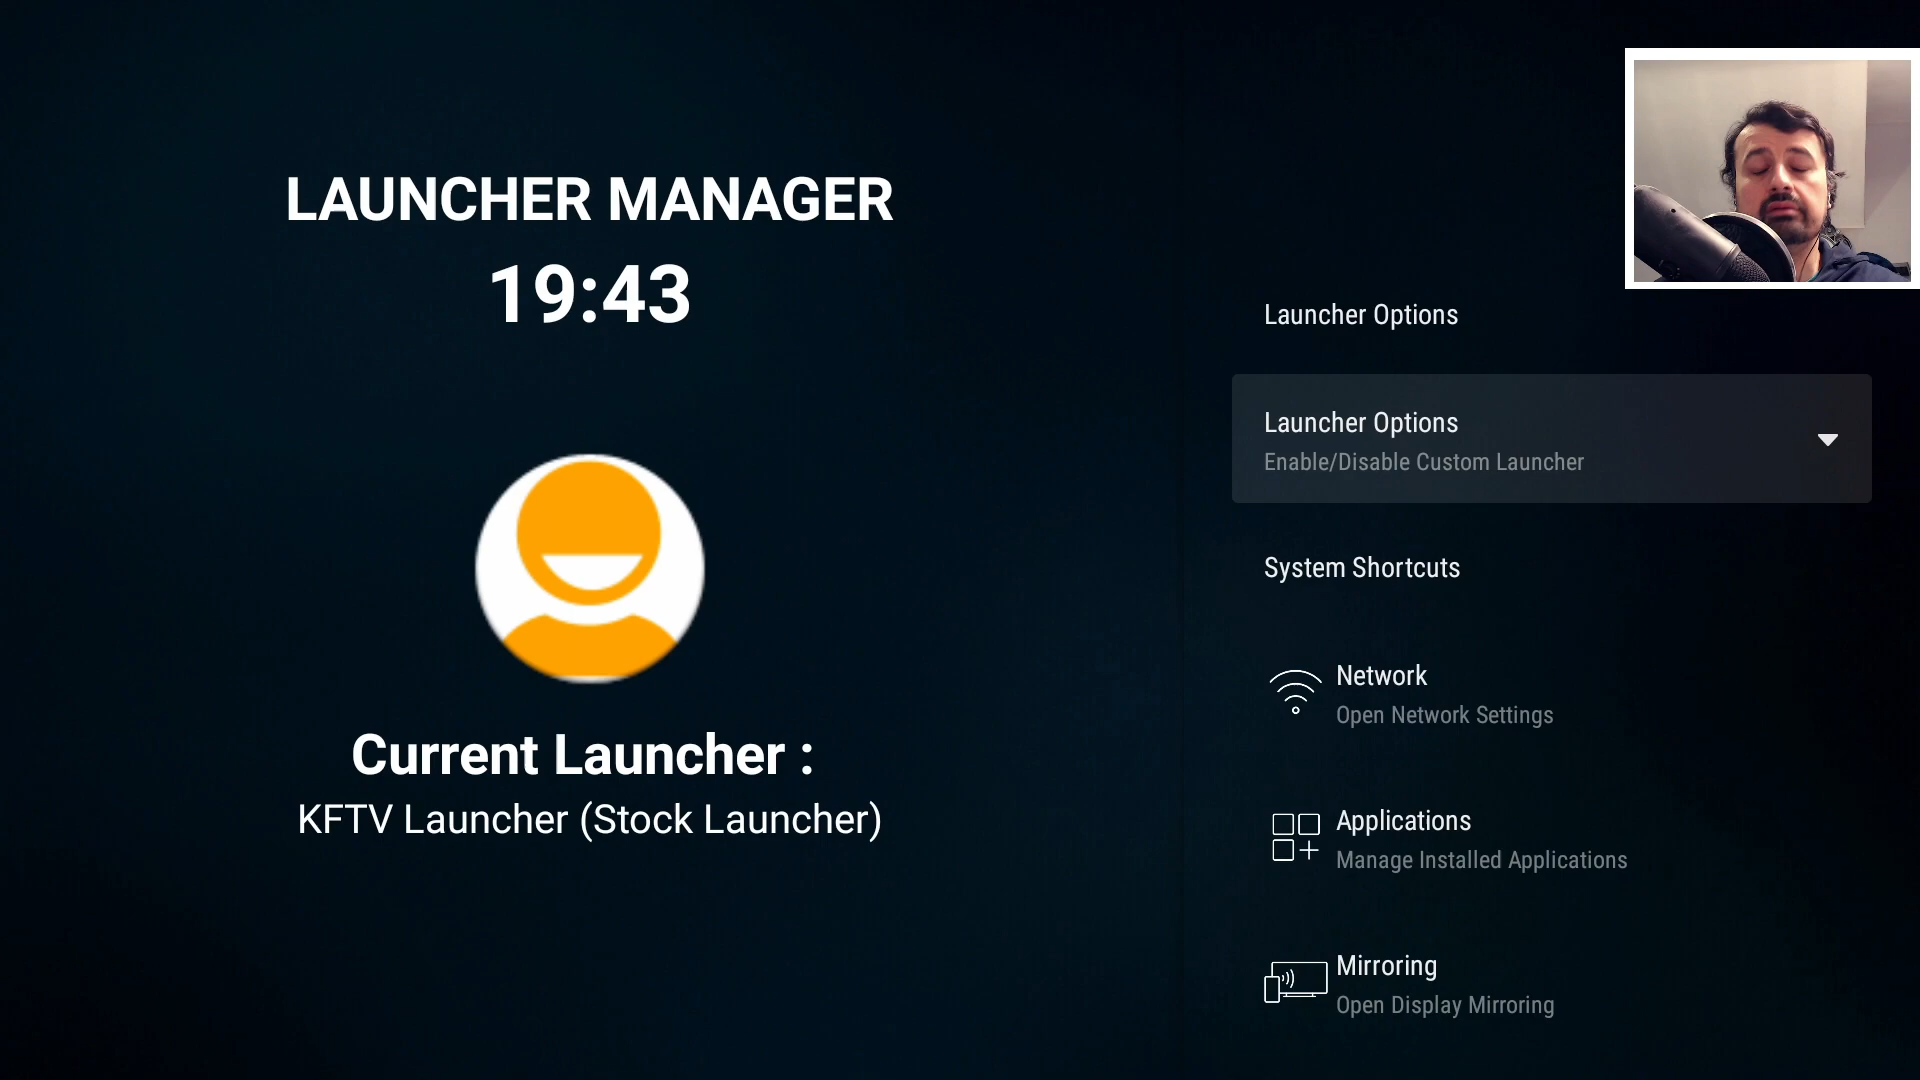 LAUNCHER MANAGER
19:43
Current Launcher :
KFTV Launcher (Stock Launcher)
Launcher Options
Launcher Options
Enable/Disable Custom Launcher
System Shortcuts
Network
Open Network Settings
Applications
Manage Installed Applications
Mirroring
Open Display Mirroring